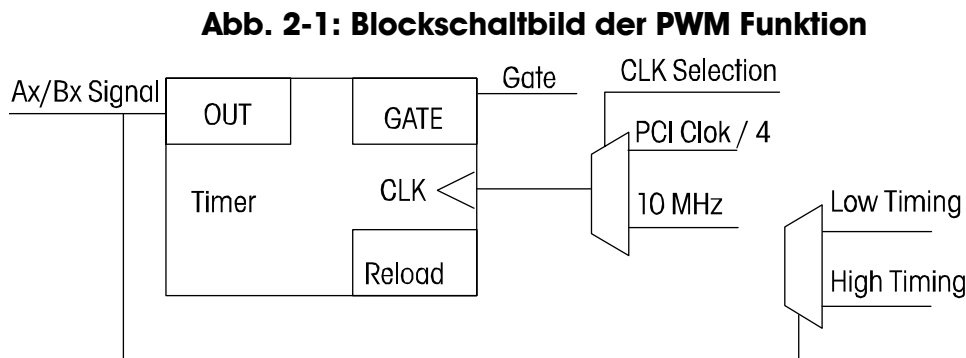 Abb. 2-1: Blockschaltbild der PWM Funktion
Ax/Bx Signal
OUT
GATE
Gate
CLK Selection
PCI Clok / 4
Timer
CLK
10 MHz
Low Timing
Reload
High Timing